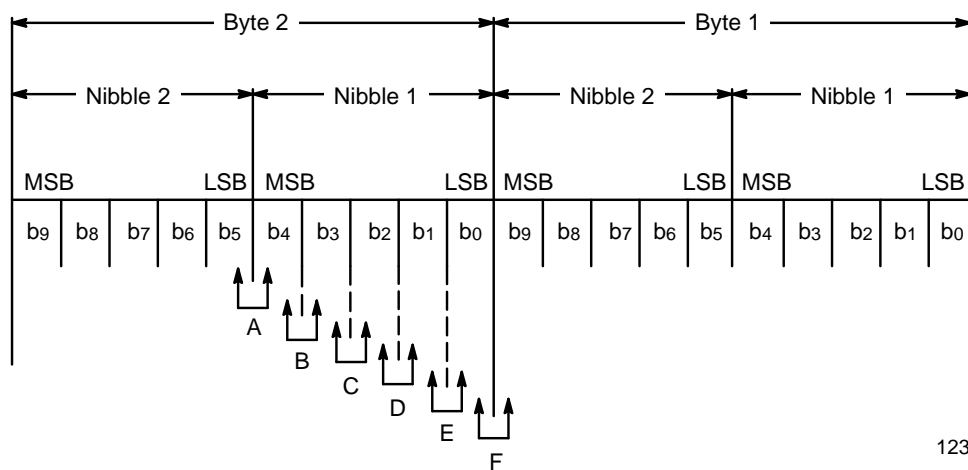 Byte 2 Byte 1
Nibble 2 Nibble 1 Nibble 2 Nibble 1
MSB LSB MSB LSB MSB LSB MSB LSB
b9 b8 b7 b6 b5 b4 b3 b2 b1 b0 b9 b8 b7 b6 b5 b4 b3 b2 b1 b0
A
B
C
D
E
F
123